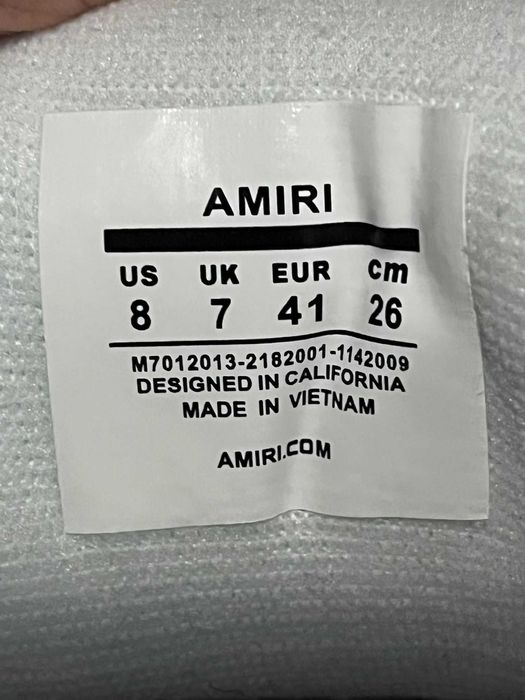 AMIRI
US UK EUR cm
8 7 41 26
M7012013-2182001-1142009
DESIGNED IN CALIFORNIA
MADE IN VIETNAM
AMIRI.COM